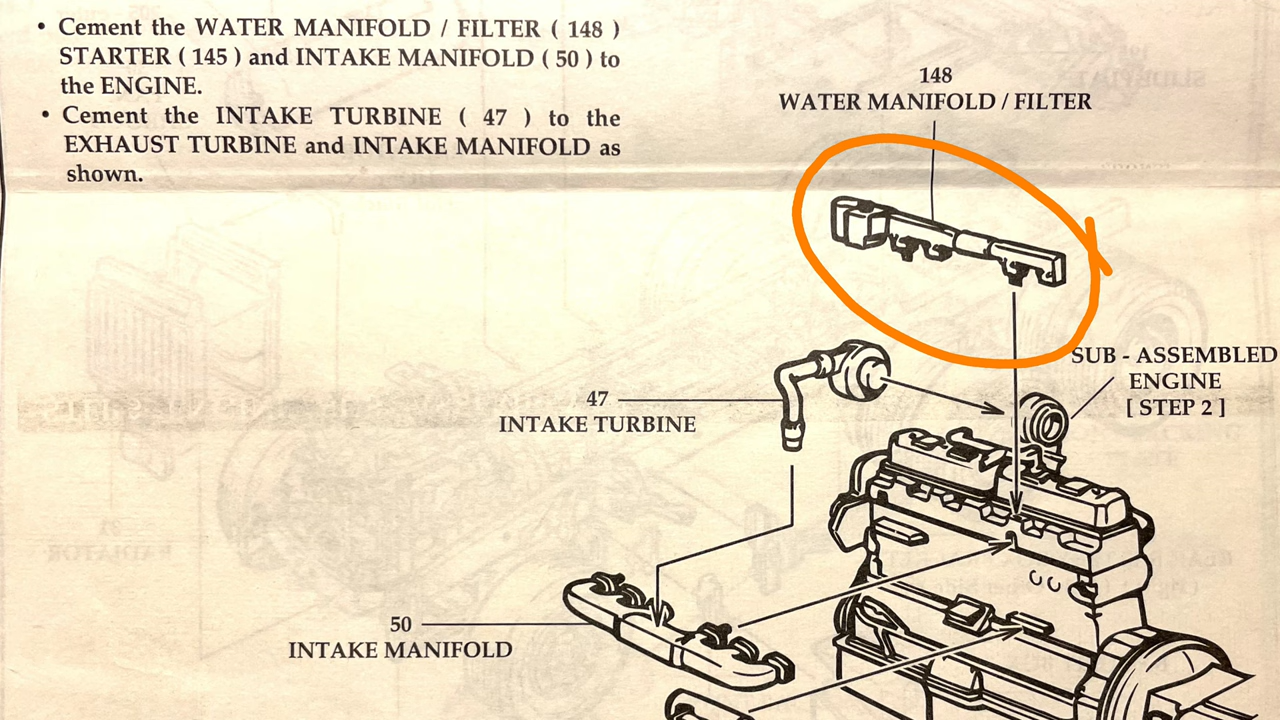 • Cement the WATER MANIFOLD / FILTER ( 148 )
STARTER ( 145 ) and INTAKE MANIFOLD ( 50 ) to
the ENGINE.
• Cement the INTAKE TURBINE ( 47 ) to the
EXHAUST TURBINE and INTAKE MANIFOLD as
shown.
148
WATER MANIFOLD / FILTER
SUB - ASSEMBLED
ENGINE
[ STEP 2 ]
47
INTAKE TURBINE
50
INTAKE MANIFOLD
31
RADIATOR